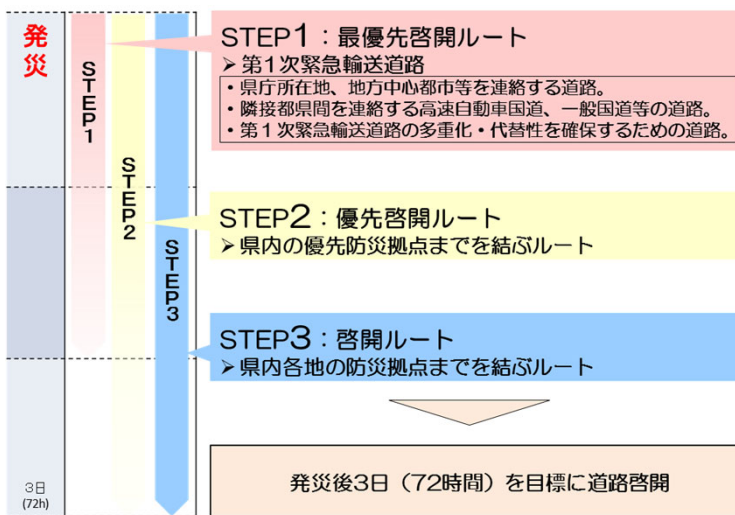 発災
STEP1
STEP2
STEP3
3日
(72h)
STEP1：最優先啓開ルート
➤第１次緊急輸送道路
・県庁所在地、地方中心都市等を連絡する道路。
・隣接都県間を連絡する高速自動車国道、一般国道等の道路。
・第１次緊急輸送道路の多重化・代替性を確保するための道路。
STEP2：優先啓開ルート
➤県内の優先防災拠点までを結ぶルート
STEP3：啓開ルート
➤県内各地の防災拠点までを結ぶルート
発災後3日（72時間）を目標に道路啓開